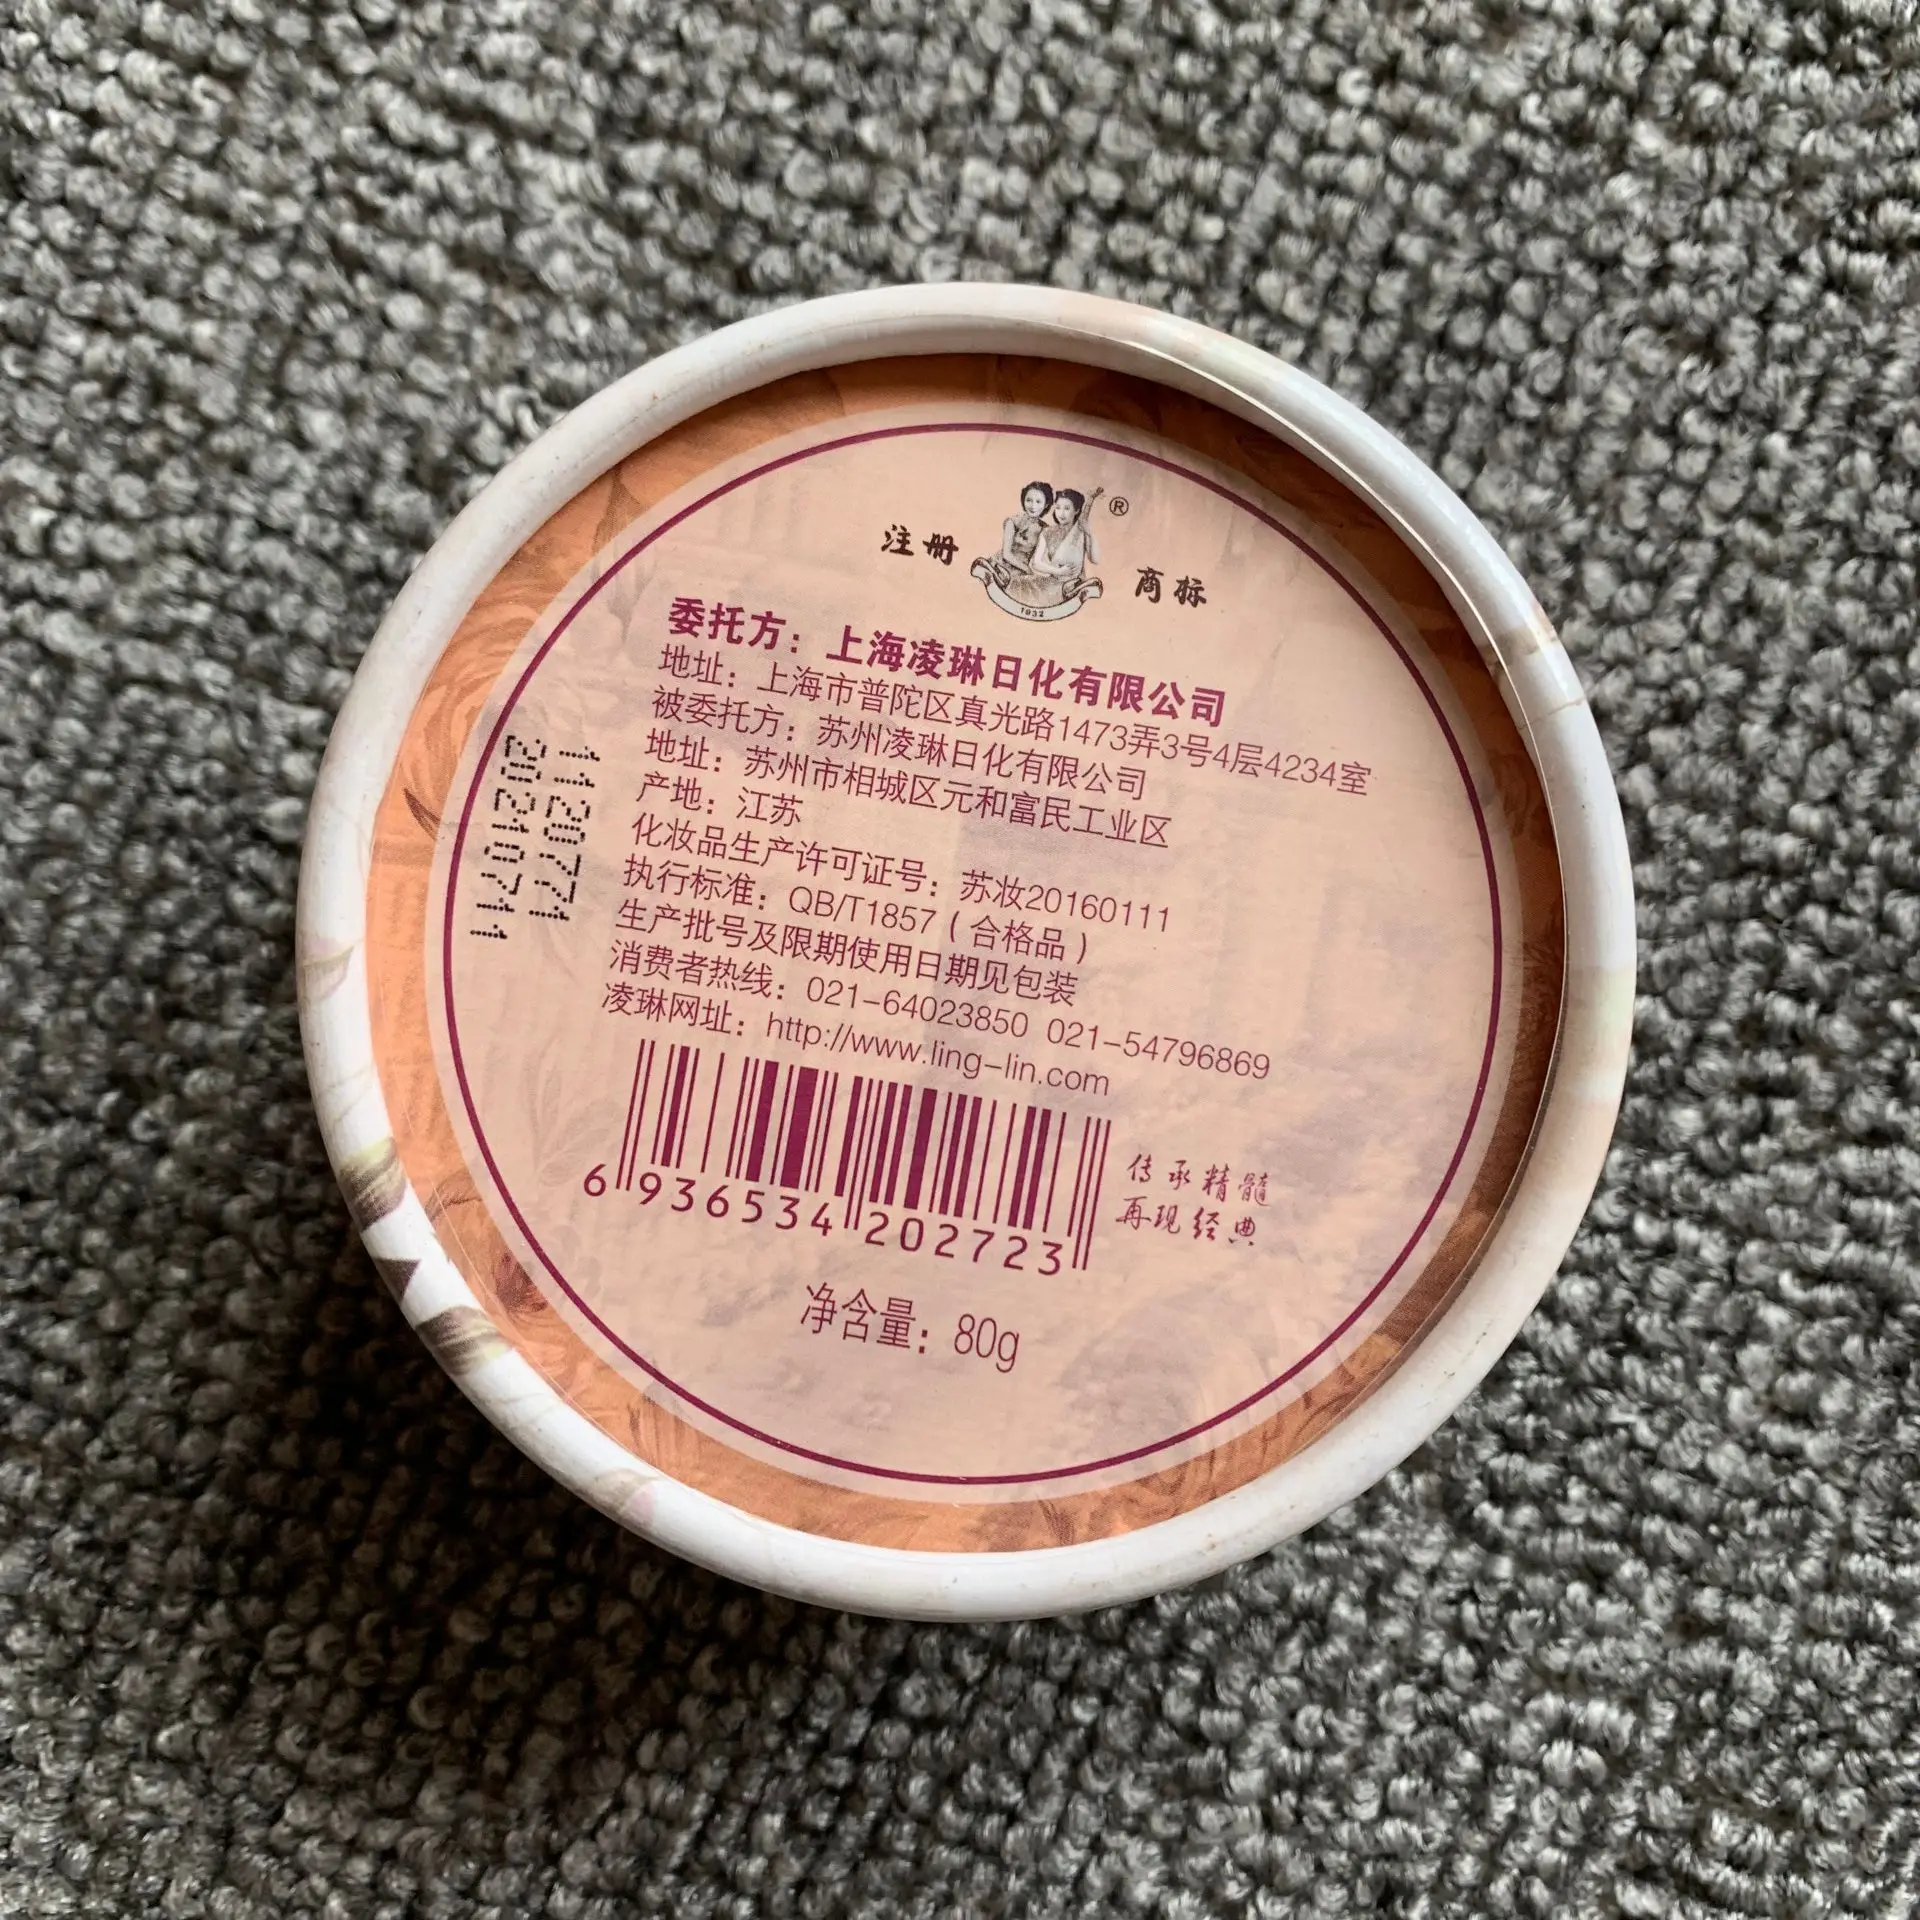 注册
®
商标
1932
委托方：上海凌琳日化有限公司
地址：上海市普陀区真光路1473弄3号4层4234室
被委托方：苏州凌琳日化有限公司
地址：苏州市相城区元和富民工业区
产地：江苏
化妆品生产许可证号：苏妆20160111
执行标准：QB/T1857（合格品）
生产批号及限期使用日期见包装
消费者热线：021-64023850 021-54796869
凌琳网址：http://www.ling-lin.com
6 936534 202723
传承精髓
再现经典
净含量：80g
20210711